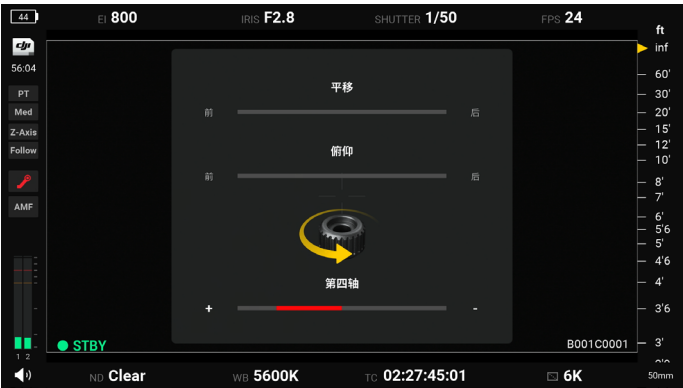 44
EI 800
IRIS F2.8
SHUTTER 1/50
FPS 24
ft
dji
56:04
PT
Med
Z-Axis
Follow
AMF
1 2
平移
前 后
俯仰
前 后
第四轴
+ -
inf
60'
30'
20'
15'
12'
10'
8'
7'
6'
5'6
5'
4'6
4'
3'6
3'
STBY
B001C0001
ND Clear
WB 5600K
TC 02:27:45:01
6K
50mm